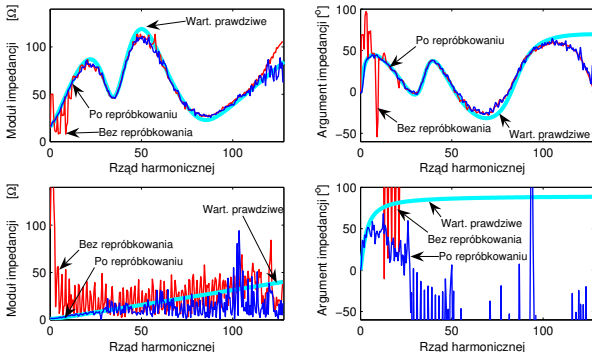 [Ω]
Moduł impedancji
100
50
0
0
50
100
Rząd harmonicznej
Wart. prawdziwe
Po repróbkowaniu
Bez repróbkowania
Argument impedancji [°]
100
50
0
−50
0
50
100
Rząd harmonicznej
Po repróbkowaniu
Bez repróbkowania
Wart. prawdziwe
[Ω]
Moduł impedancji
100
50
0
0
50
100
Rząd harmonicznej
Wart. prawdziwe
Bez repróbkowania
Po repróbkowaniu
Argument impedancji [°]
100
50
0
−50
0
50
100
Rząd harmonicznej
Wart. prawdziwe
Bez repróbkowania
Po repróbkowaniu